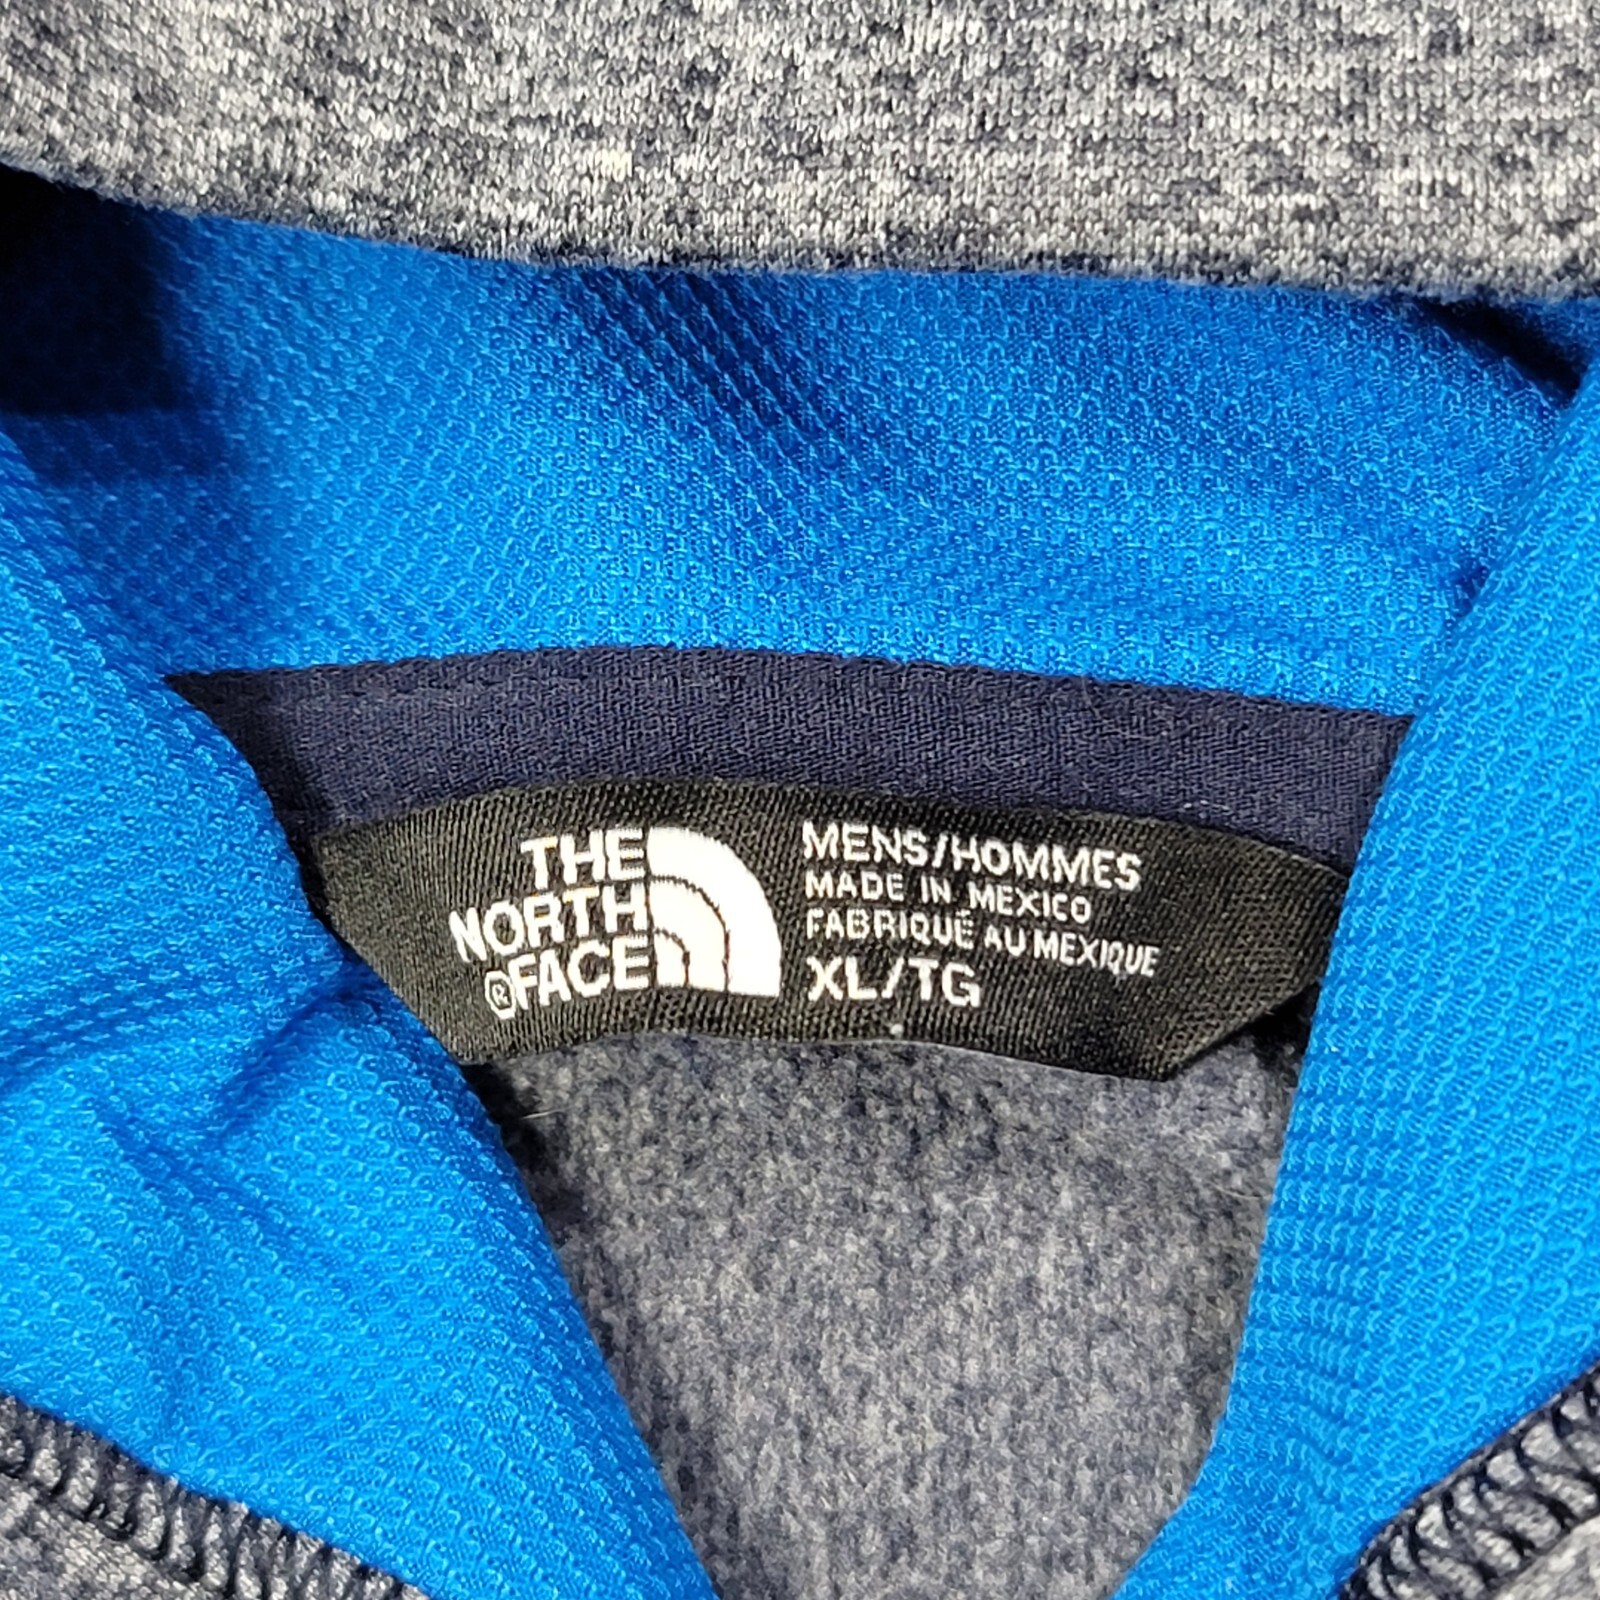 THE
NORTH
®FACE
MENS/HOMMES
MADE IN MEXICO
FABRIQUÉ AU MEXIQUE
XL/TG